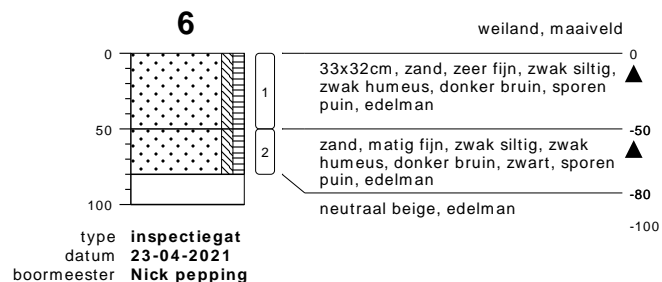 6
weiland, maaiveld
0
0
33x32cm, zand, zeer fijn, zwak siltig,
zwak humeus, donker bruin, sporen
puin, edelman
1
50
-50
zand, matig fijn, zwak siltig, zwak
humeus, donker bruin, zwart, sporen
puin, edelman
2
-80
neutraal beige, edelman
100
-100
type inspectiegat
datum 23-04-2021
boormeester Nick pepping